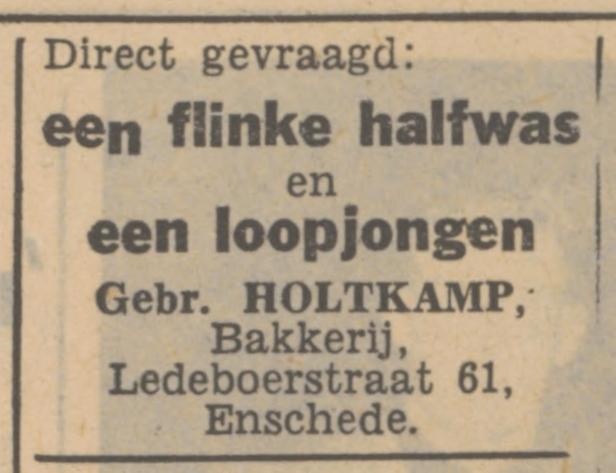 Direct gevraagd:
een flinke halfwas
en
een loopjongen
Gebr. HOLTKAMP,
Bakkerij,
Ledeboerstraat 61,
Enschede.